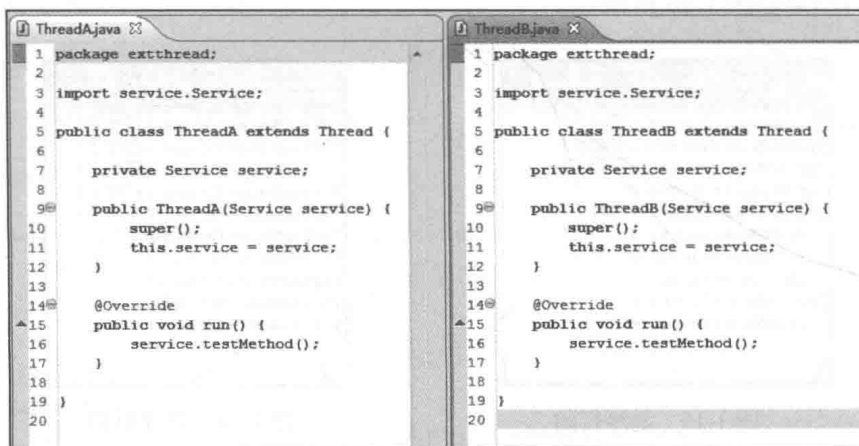 ThreadA.java
1 package extthread;
2
3 import service.Service;
4
5 public class ThreadA extends Thread {
6
7 private Service service;
8
9 public ThreadA(Service service) {
10 super();
11 this.service = service;
12 }
13
14 @Override
15 public void run() {
16 service.testMethod();
17 }
18
19 }
20
ThreadB.java
1 package extthread;
2
3 import service.Service;
4
5 public class ThreadB extends Thread {
6
7 private Service service;
8
9 public ThreadB(Service service) {
10 super();
11 this.service = service;
12 }
13
14 @Override
15 public void run() {
16 service.testMethod();
17 }
18
19 }
20